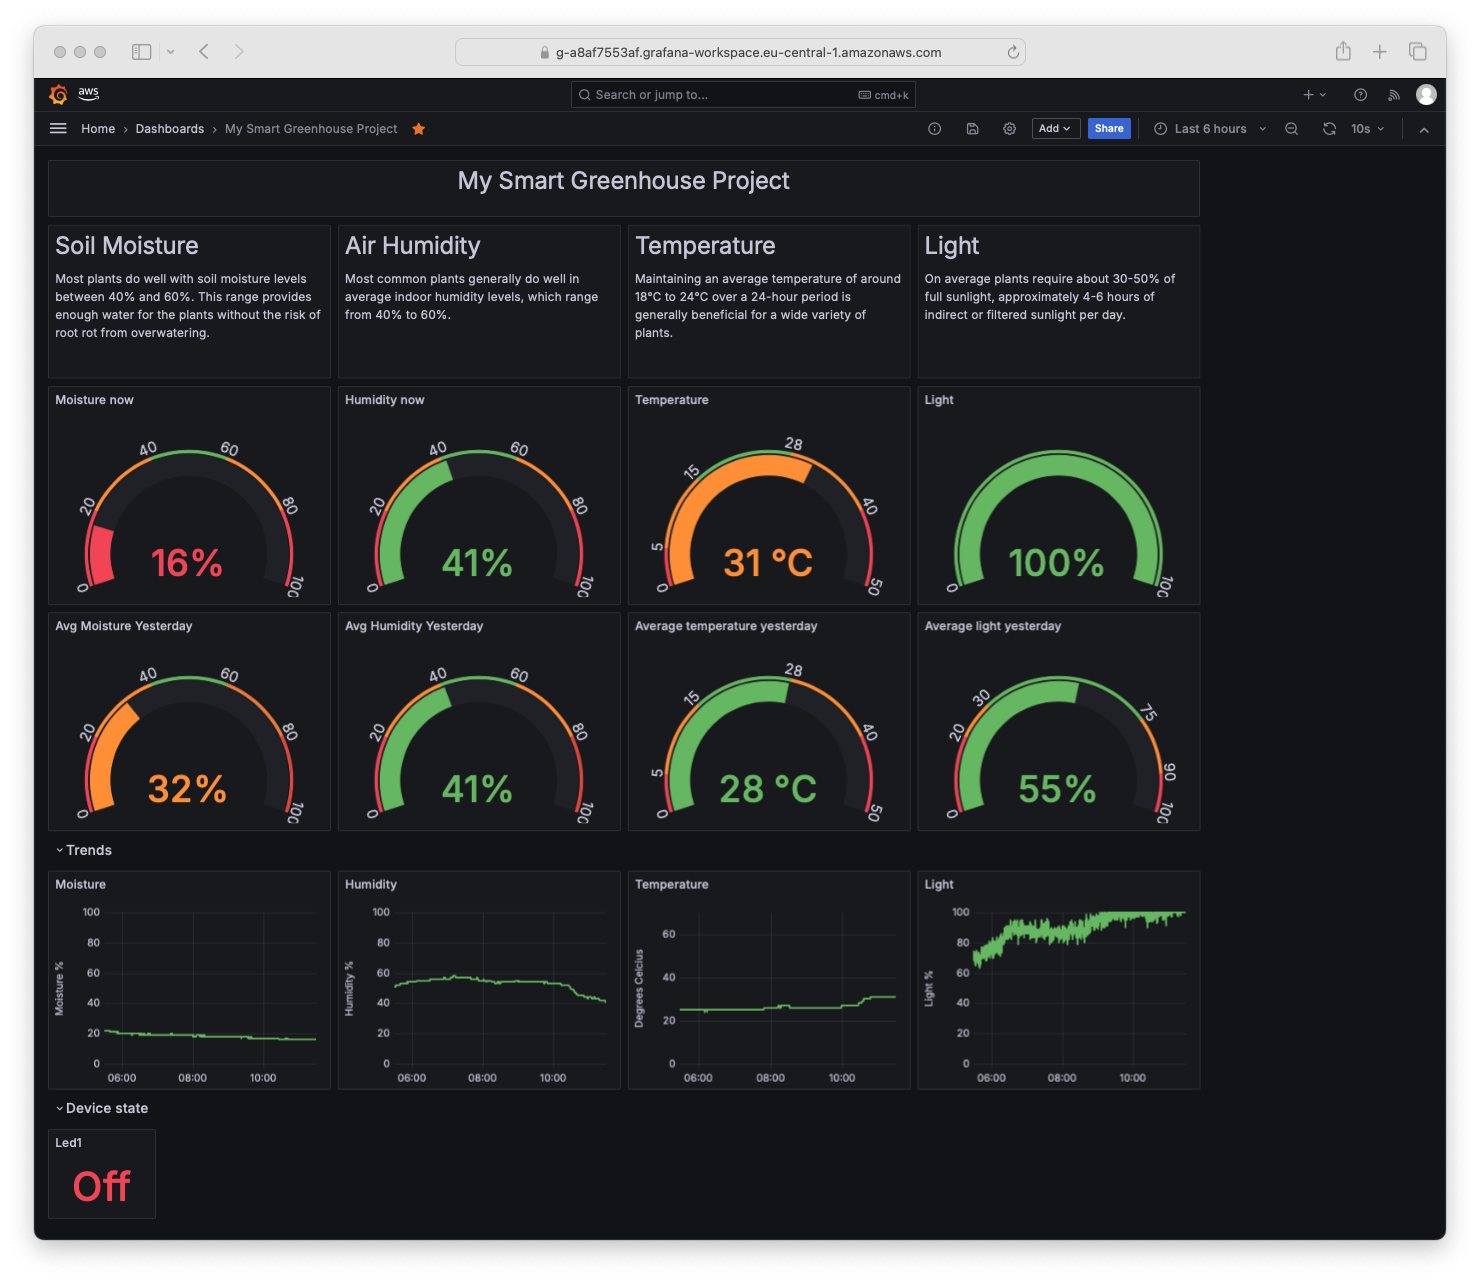 g-a8af7553af.grafana-workspace.eu-central-1.amazonaws.com
aws
Search or jump to...
cmd+k
Home › Dashboards › My Smart Greenhouse Project
Add
Share
Last 6 hours
10s
My Smart Greenhouse Project
Soil Moisture
Most plants do well with soil moisture levels
between 40% and 60%. This range provides
enough water for the plants without the risk of
root rot from overwatering.
Air Humidity
Most common plants generally do well in
average indoor humidity levels, which range
from 40% to 60%.
Temperature
Maintaining an average temperature of around
18°C to 24°C over a 24-hour period is
generally beneficial for a wide variety of
plants.
Light
On average plants require about 30-50% of
full sunlight, approximately 4-6 hours of
indirect or filtered sunlight per day.
Moisture now
0
20
40
60
80
100
16%
Humidity now
0
20
40
60
80
100
41%
Temperature
0
5
15
28
40
50
31 °C
Light
0
100
100%
Avg Moisture Yesterday
0
20
40
60
80
100
32%
Avg Humidity Yesterday
0
20
40
60
80
100
41%
Average temperature yesterday
0
5
15
28
40
50
28 °C
Average light yesterday
0
20
30
75
90
100
55%
Trends
Moisture
Moisture %
100
80
60
40
20
0
06:00 08:00 10:00
Humidity
Humidity %
100
80
60
40
20
0
06:00 08:00 10:00
Temperature
Degrees Celcius
60
40
20
0
06:00 08:00 10:00
Light
Light %
100
80
60
40
20
0
06:00 08:00 10:00
Device state
Led1
Off